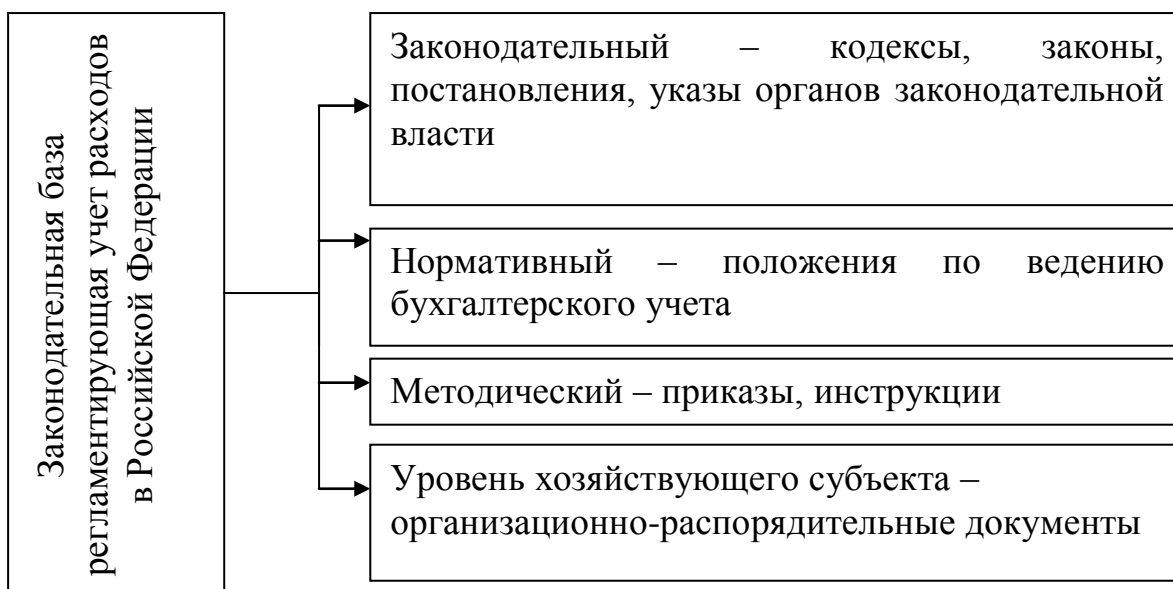 Законодательная база
регламентирующая учет расходов
в Российской Федерации
Законодательный – кодексы, законы,
постановления, указы органов законодательной
власти
Нормативный – положения по ведению
бухгалтерского учета
Методический – приказы, инструкции
Уровень хозяйствующего субъекта –
организационно-распорядительные документы